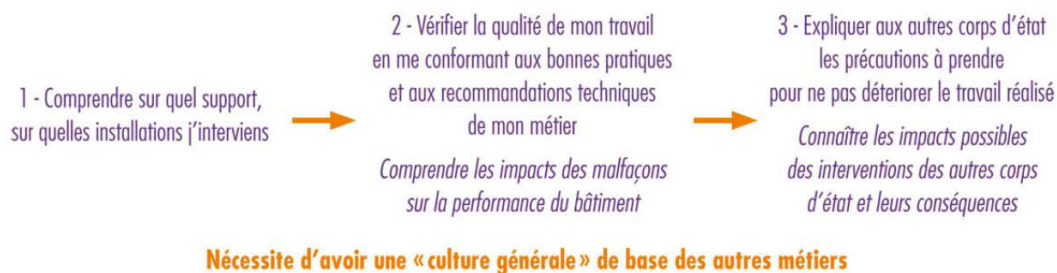 1 - Comprendre sur quel support,
sur quelles installations j’interviens
2 - Vérifier la qualité de mon travail
en me conformant aux bonnes pratiques
et aux recommandations techniques
de mon métier
Comprendre les impacts des malfaçons
sur la performance du bâtiment
3 - Expliquer aux autres corps d’état
les précautions à prendre
pour ne pas déteriorer le travail réalisé
Connaître les impacts possibles
des interventions des autres corps
d’état et leurs conséquences
Nécessite d’avoir une « culture générale » de base des autres métiers